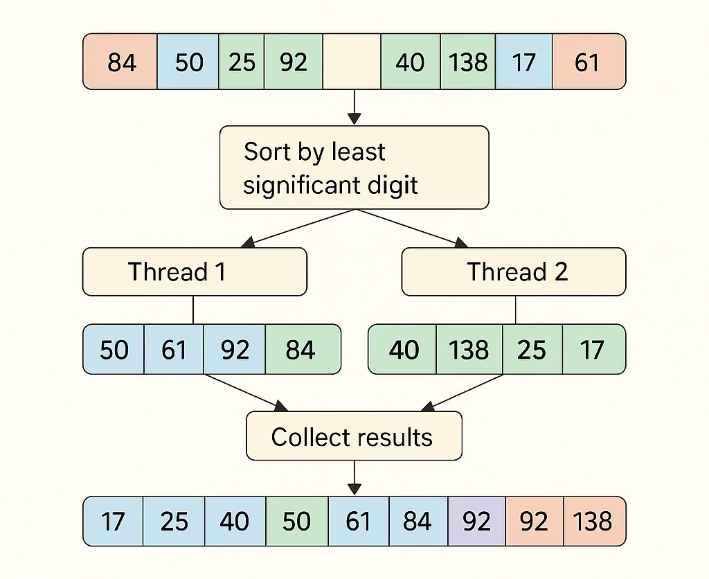 84 50 25 92 40 138 17 61
Sort by least
significant digit
Thread 1 Thread 2
50 61 92 84 40 138 25 17
Collect results
17 25 40 50 61 84 92 92 138